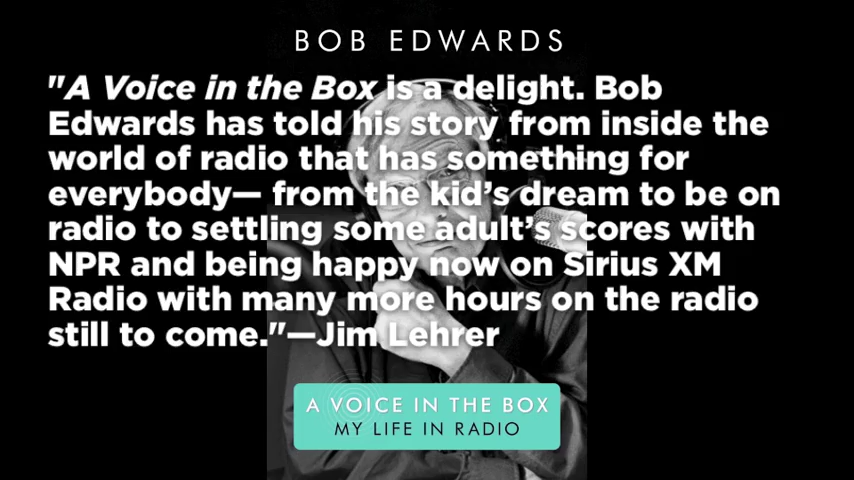 BOB EDWARDS
"A Voice in the Box is a delight. Bob
Edwards has told his story from inside the
world of radio that has something for
everybody— from the kid’s dream to be on
radio to settling some adult’s scores with
NPR and being happy now on Sirius XM
Radio with many more hours on the radio
still to come."—Jim Lehrer
A VOICE IN THE BOX
MY LIFE IN RADIO